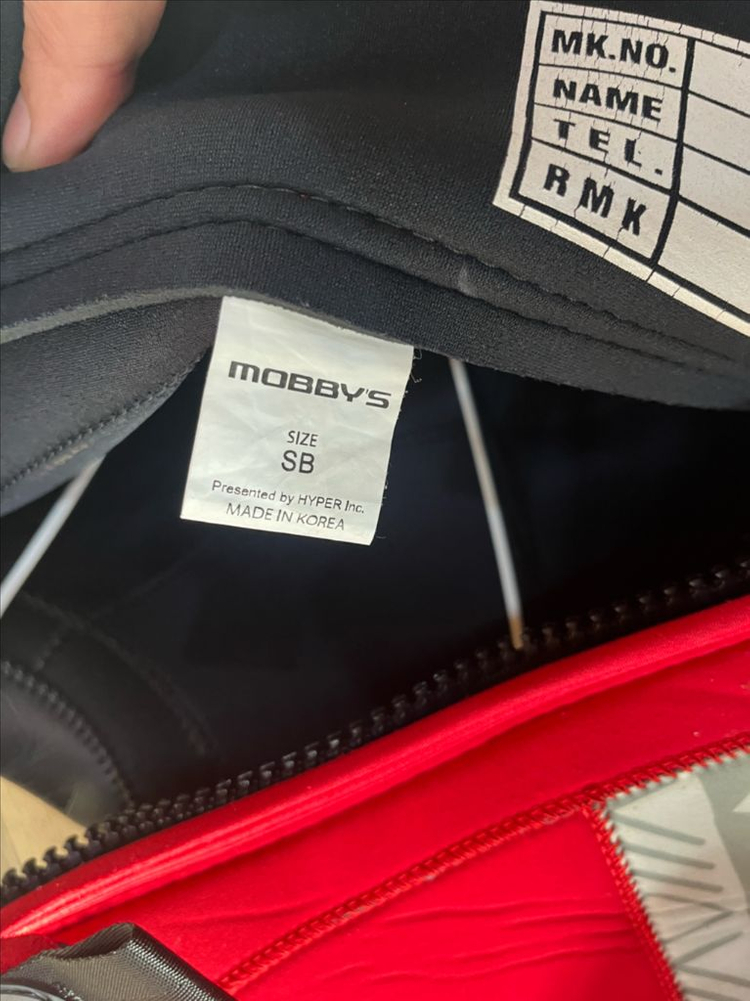 MK.NO.
NAME
TEL.
RMK
MOBBY'S
SIZE
SB
Presented by HYPER Inc.
MADE IN KOREA